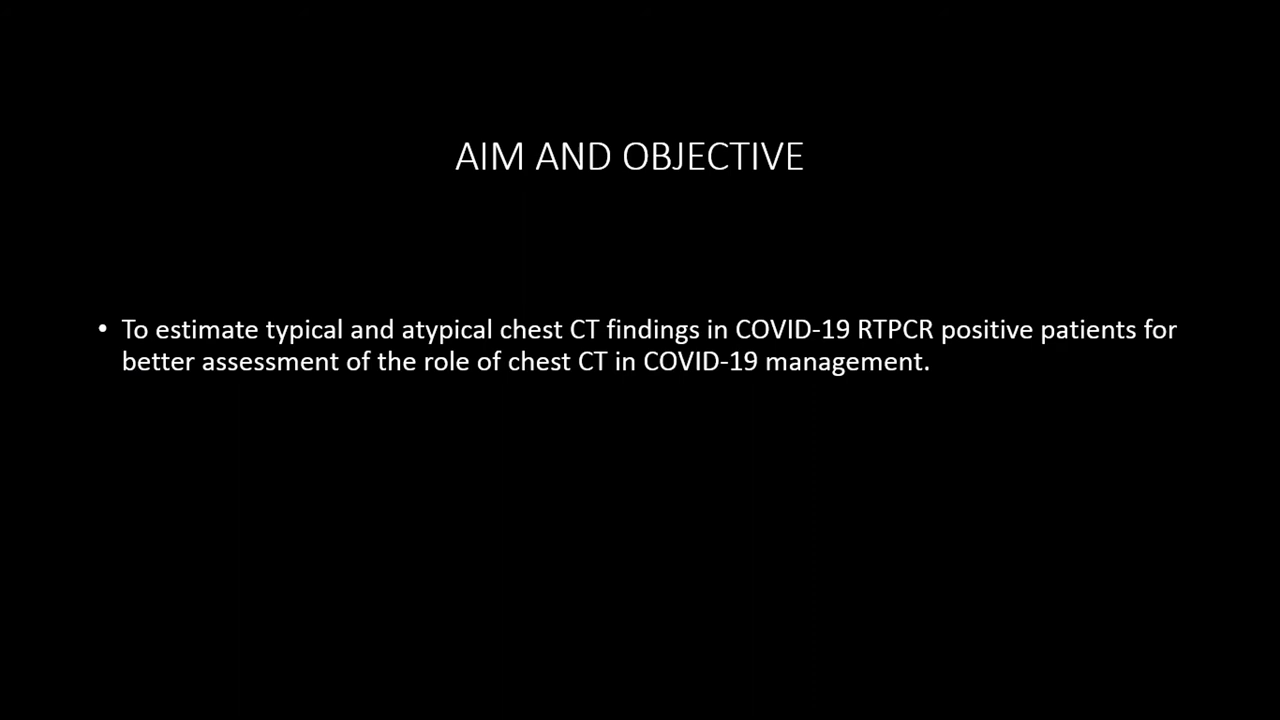 AIM AND OBJECTIVE
• To estimate typical and atypical chest CT findings in COVID-19 RTPCR positive patients for
better assessment of the role of chest CT in COVID-19 management.